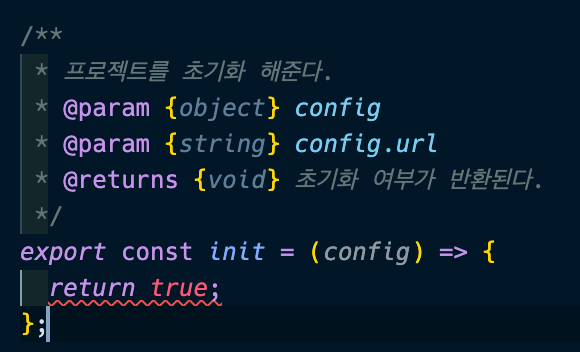 /**
 * 프로젝트를 초기화 해준다.
 * @param {object} config
 * @param {string} config.url
 * @returns {void} 초기화 여부가 반환된다.
 */
export const init = (config) => {
  return true;
};